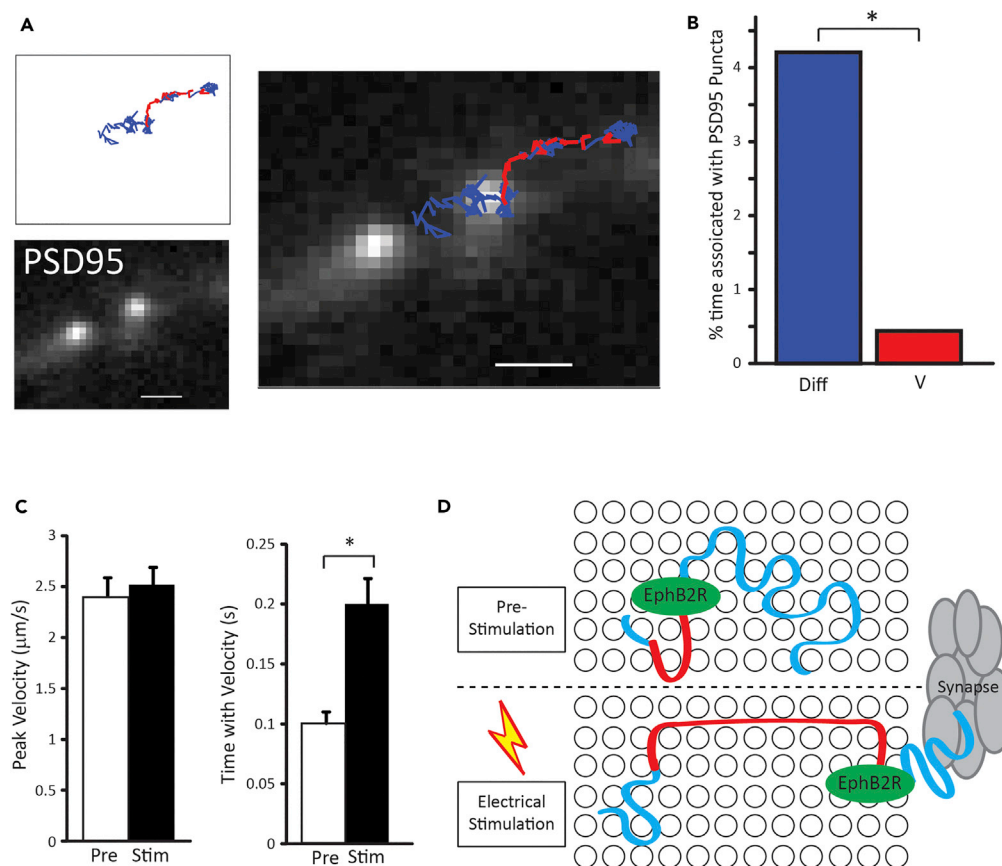 A
PSD95
B
*
% time assoicated with PSD95 Puncta
4
3
2
1
0
Diff
V
C
Peak Velocity (μm/s)
3
2.5
2
1.5
1
0.5
0
Pre
Stim
*
Time with Velocity (s)
0.25
0.2
0.15
0.1
0.05
0
Pre
Stim
D
Pre-
Stimulation
EphB2R
Synapse
Electrical
Stimulation
EphB2R